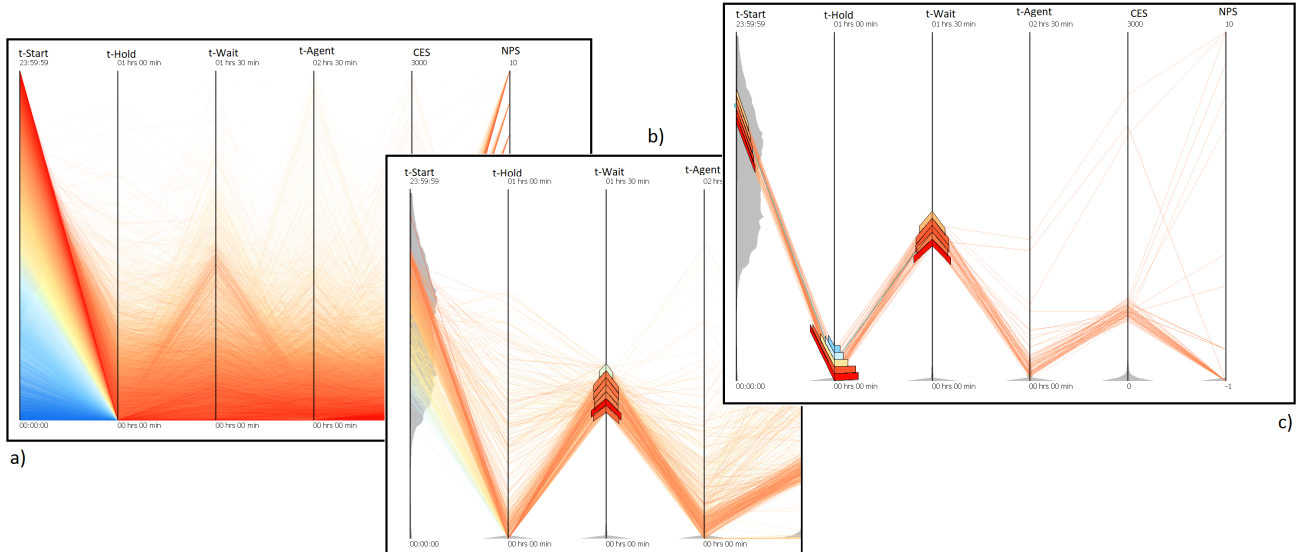 t-Start t-Hold t-Wait t-Agent CES NPS
23:59:59 01 hrs 00 min 01 hrs 30 min 02 hrs 30 min 3000 10
00:00:00 00 hrs 00 min 00 hrs 00 min 00 hrs 00 min
a)
b)
t-Start t-Hold t-Wait t-Agent
23:59:59 01 hrs 00 min 01 hrs 30 min 02 hrs
00:00:00 00 hrs 00 min 00 hrs 00 min 00 hrs 00 min
t-Start t-Hold t-Wait t-Agent CES NPS
23:59:59 01 hrs 00 min 01 hrs 30 min 02 hrs 30 min 3000 10
00:00:00 00 hrs 00 min 00 hrs 00 min 00 hrs 00 min 0 -1
c)